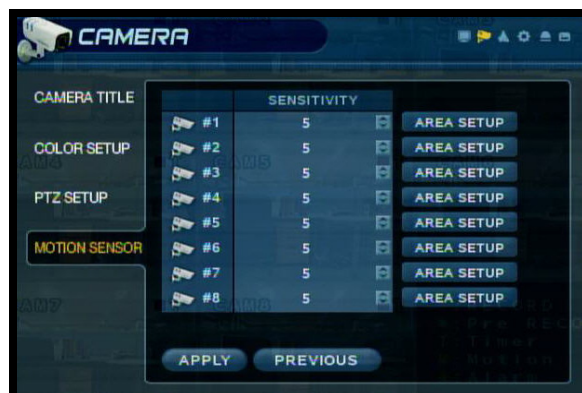 CAMERA
CAMERA TITLE
COLOR SETUP
PTZ SETUP
MOTION SENSOR
SENSITIVITY
#1 5 AREA SETUP
#2 5 AREA SETUP
#3 5 AREA SETUP
#4 5 AREA SETUP
#5 5 AREA SETUP
#6 5 AREA SETUP
#7 5 AREA SETUP
#8 5 AREA SETUP
APPLY PREVIOUS